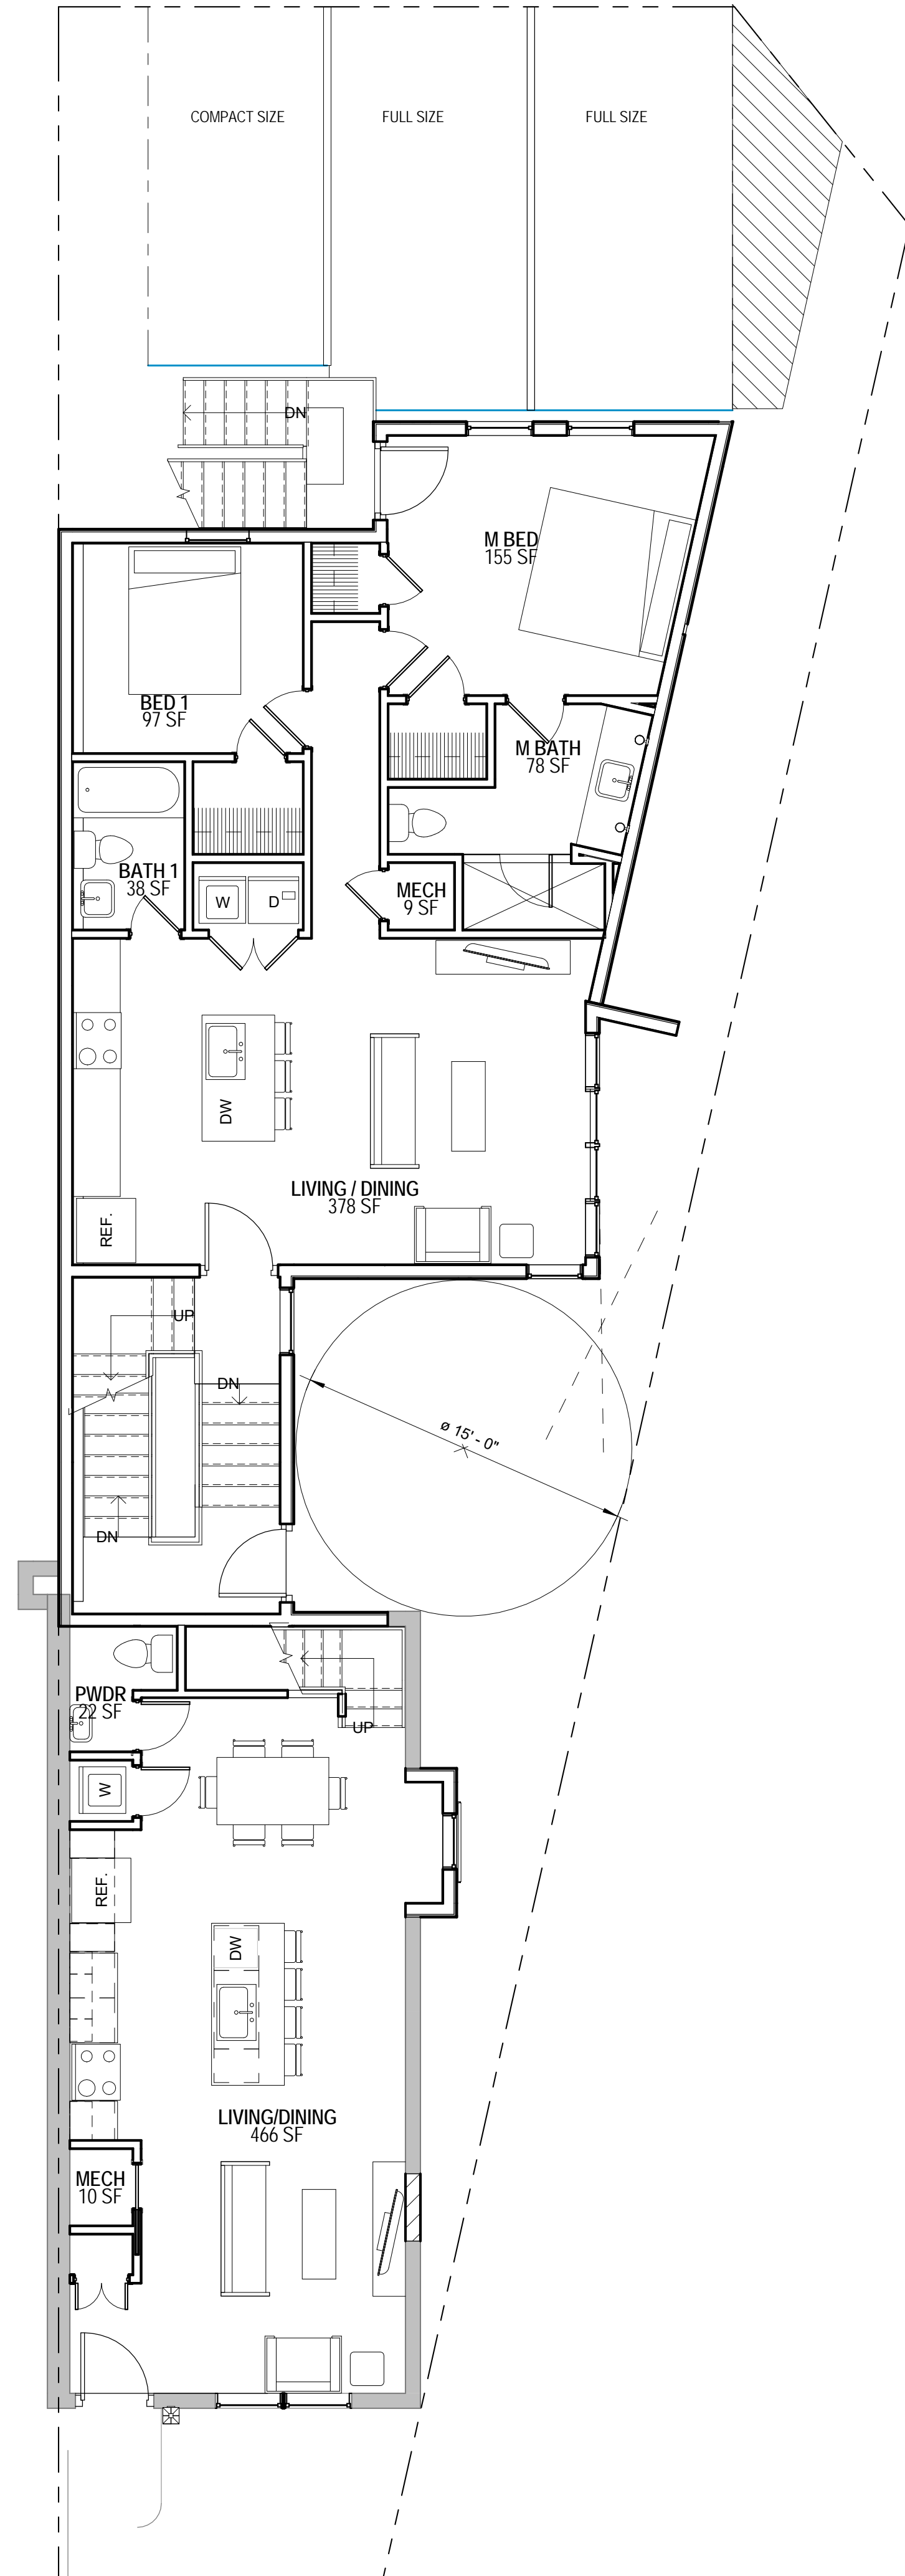 COMPACT SIZE
FULL SIZE
FULL SIZE
DN
M BED
155 SF
BED 1
97 SF
M BATH
78 SF
BATH 1
38 SF
W
D
MECH
9 SF
DW
LIVING / DINING
378 SF
REF.
UP
DN
ø 15' - 0"
DN
PWDR
22 SF
UP
W
REF.
DW
LIVING/DINING
466 SF
MECH
10 SF